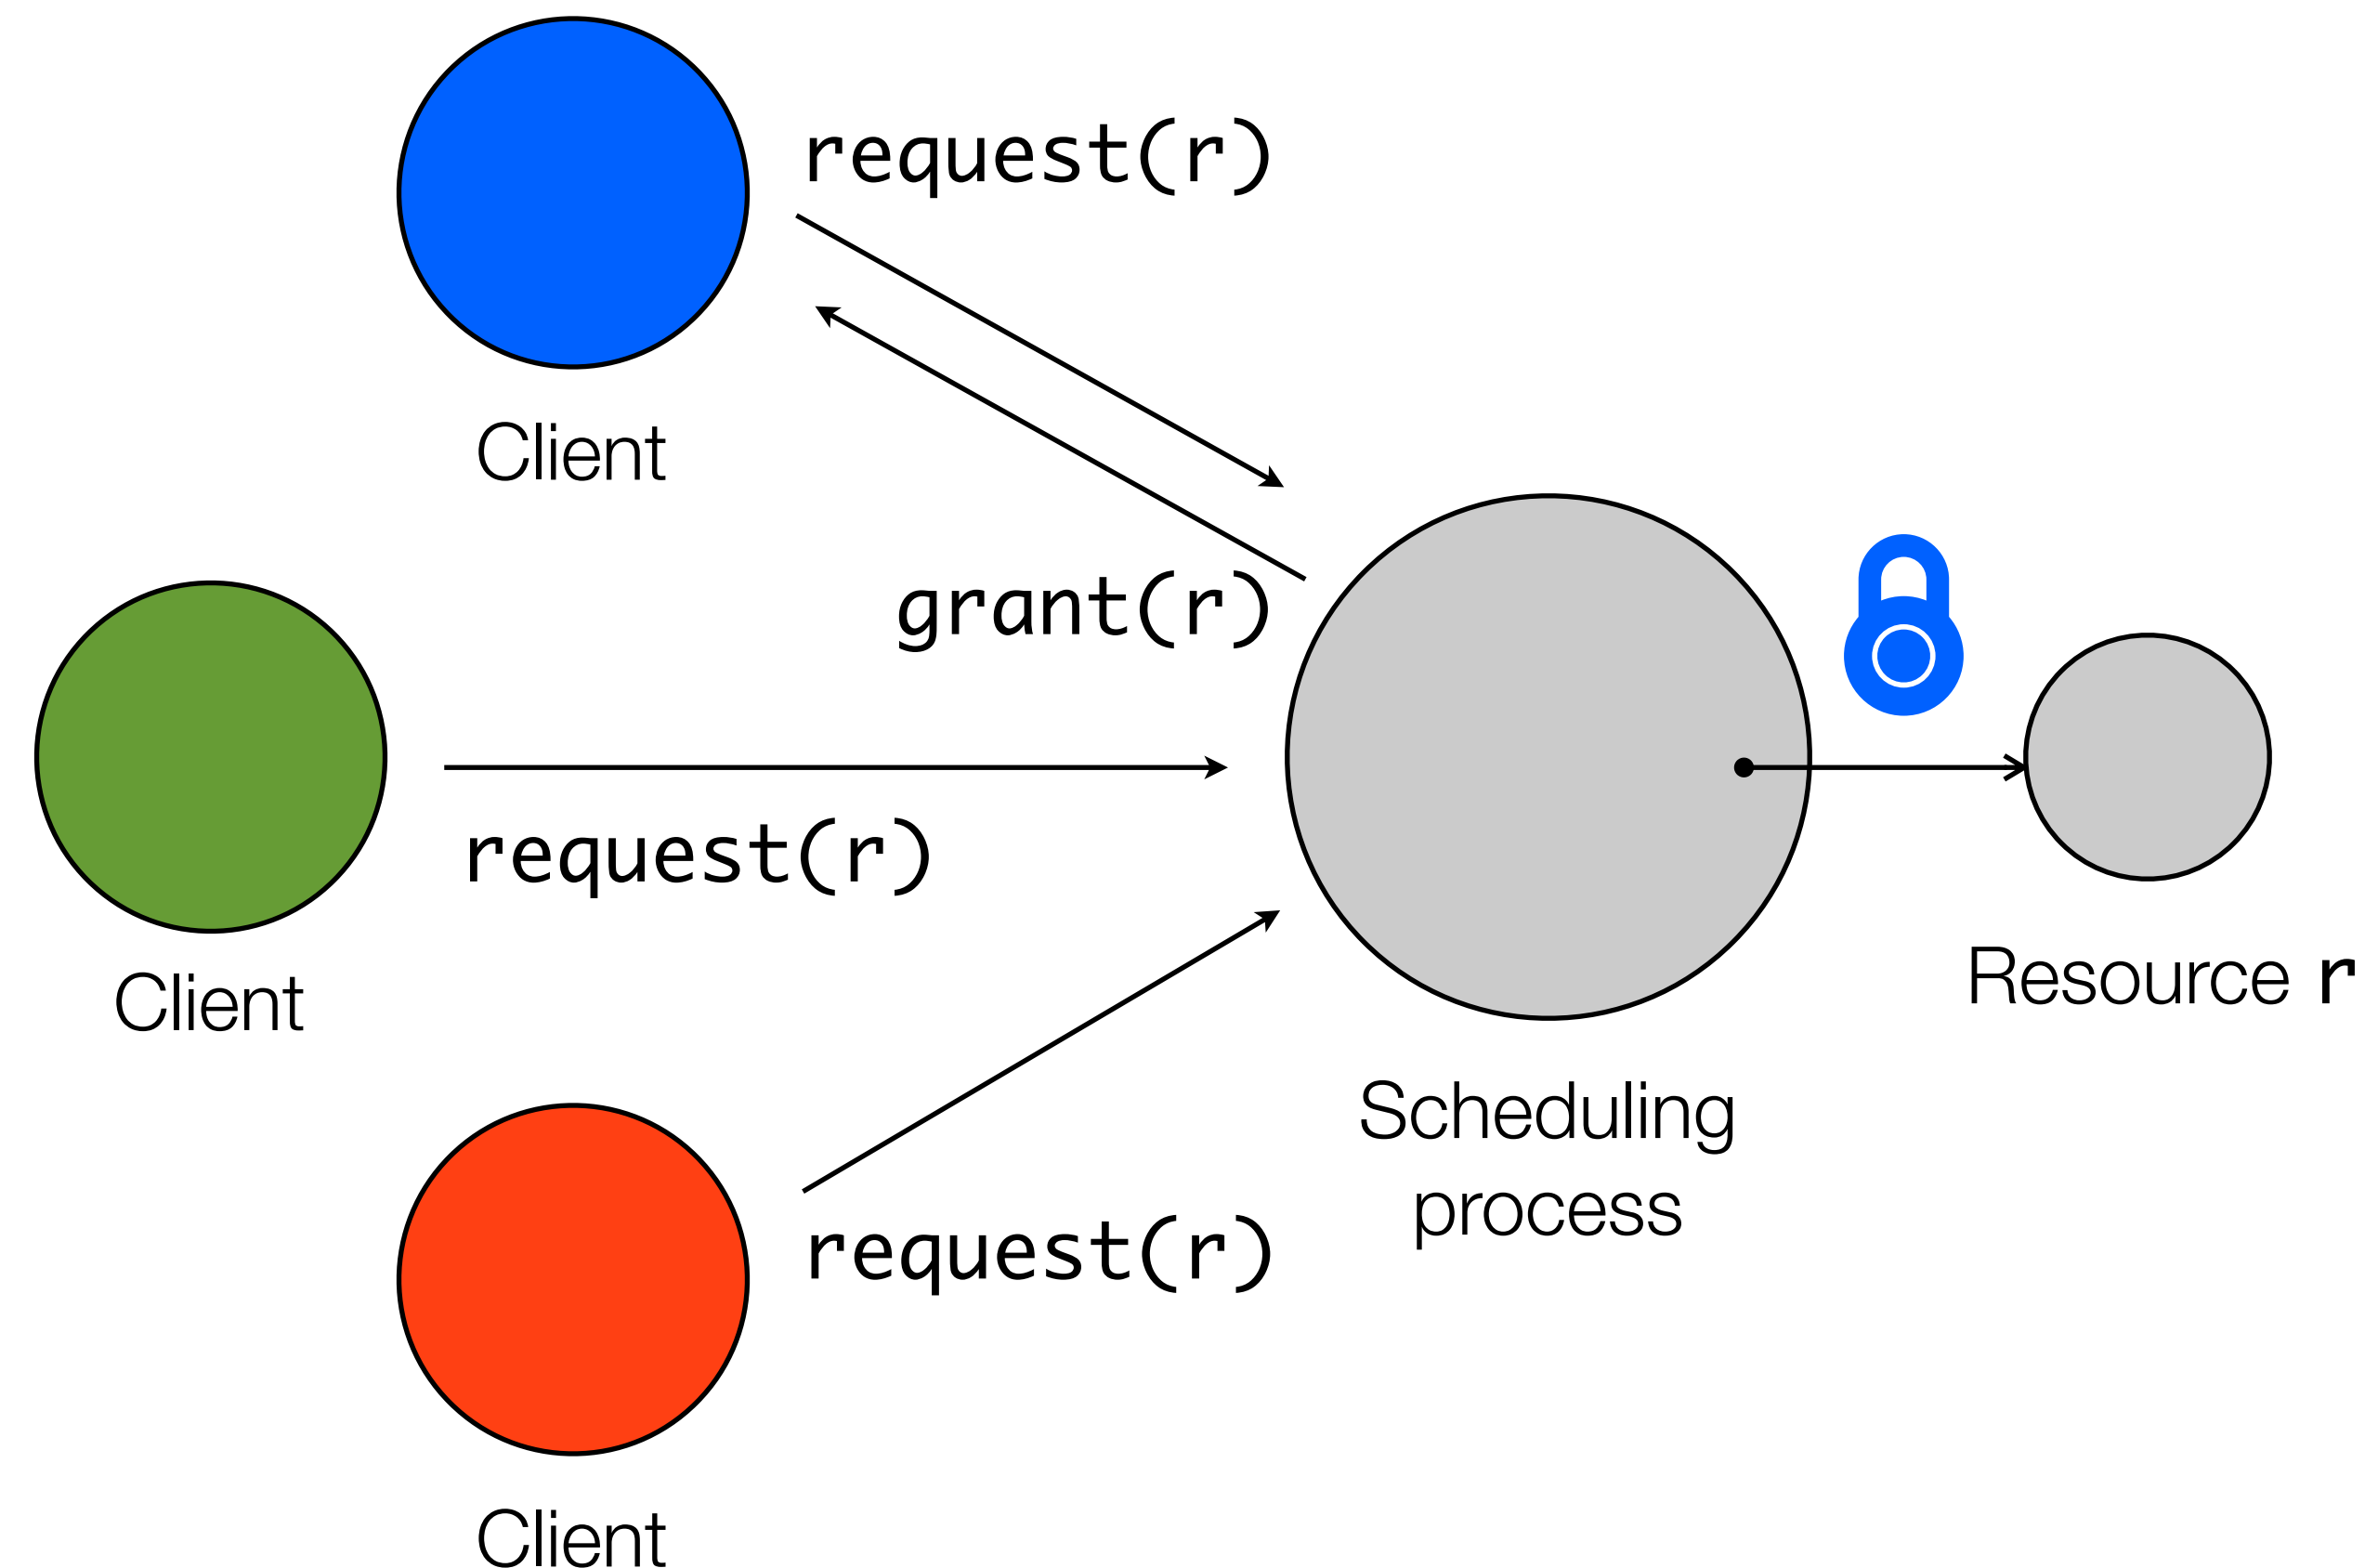 request(r)
Client
grant(r)
request(r)
Client
Resource r
Scheduling
process
request(r)
Client